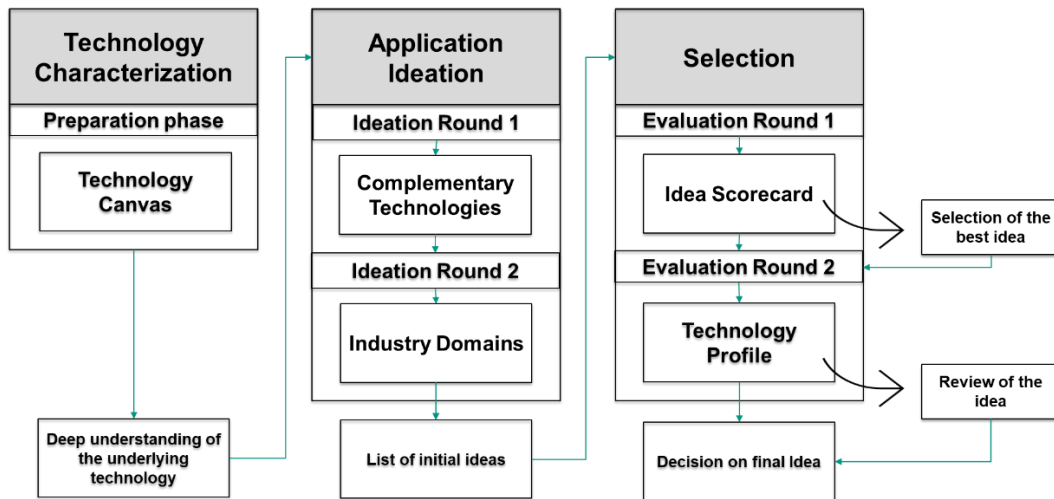 Technology
Characterization
Preparation phase
Technology
Canvas
Deep understanding of
the underlying
technology
Application
Ideation
Ideation Round 1
Complementary
Technologies
Ideation Round 2
Industry Domains
List of initial ideas
Selection
Evaluation Round 1
Idea Scorecard
Selection of the
best idea
Evaluation Round 2
Technology
Profile
Review of the
idea
Decision on final Idea